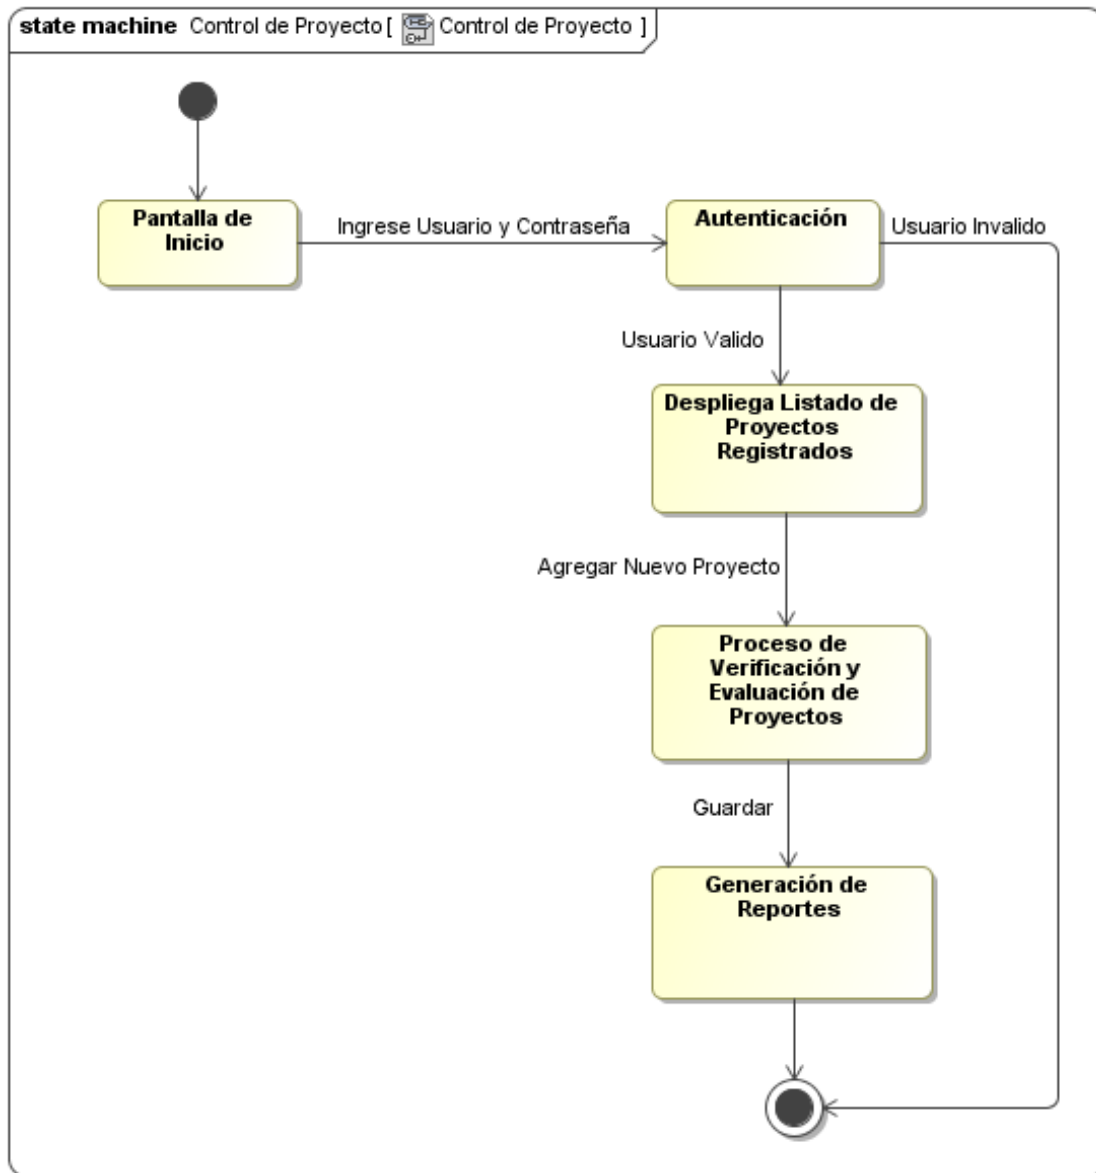 state machine Control de Proyecto [ Control de Proyecto ]
Pantalla de
Inicio
Ingrese Usuario y Contraseña
Autenticación
Usuario Invalido
Usuario Valido
Despliega Listado de
Proyectos
Registrados
Agregar Nuevo Proyecto
Proceso de
Verificación y
Evaluación de
Proyectos
Guardar
Generación de
Reportes